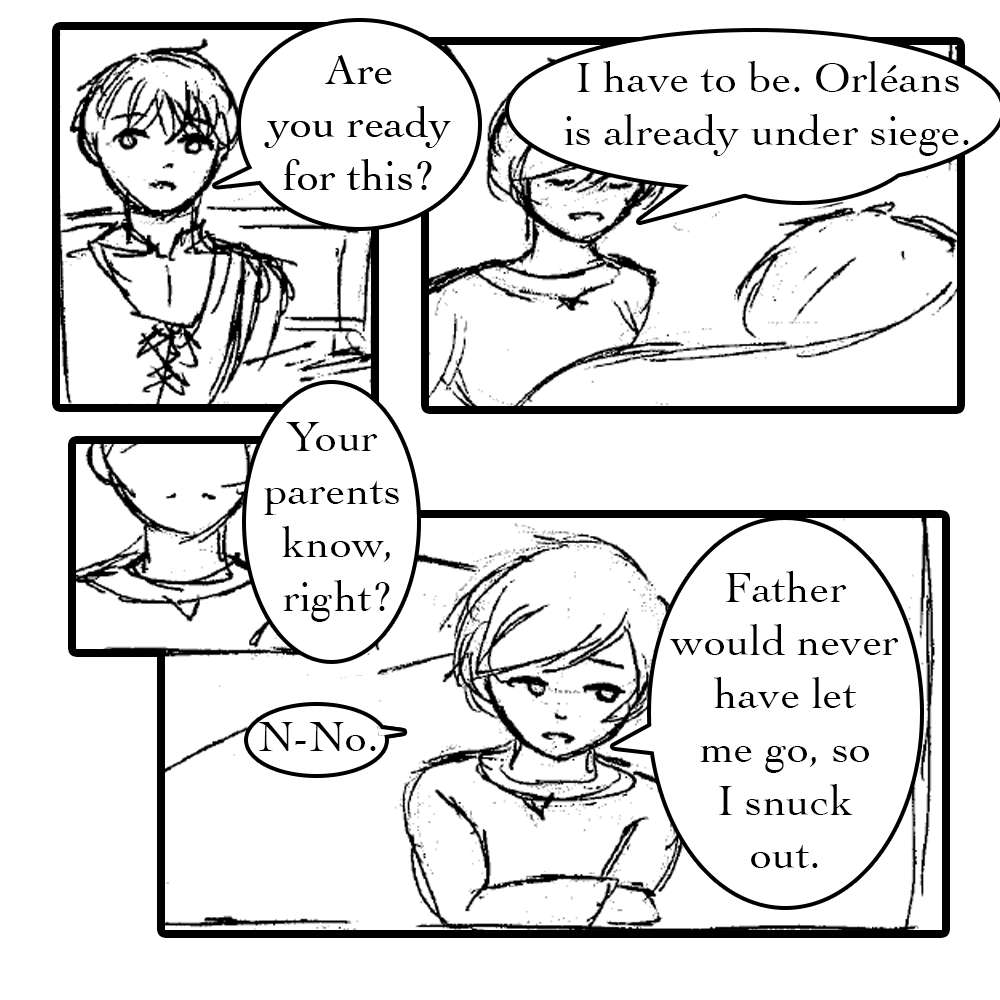 Are
you ready
for this?
I have to be. Orléans
is already under siege.
Your
parents
know,
right?
N-No.
Father
would never
have let
me go, so
I snuck
out.